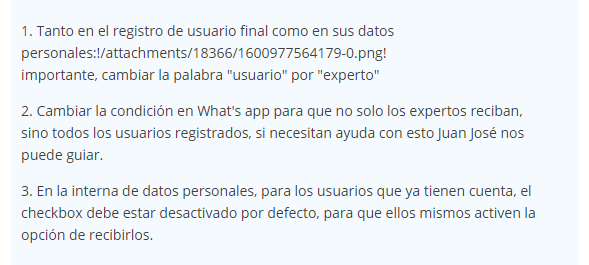 1. Tanto en el registro de usuario final como en sus datos
personales:!/attachments/18366/1600977564179-0.png!
importante, cambiar la palabra "usuario" por "experto"
2. Cambiar la condición en What's app para que no solo los expertos reciban,
sino todos los usuarios registrados, si necesitan ayuda con esto Juan José nos
puede guiar.
3. En la interna de datos personales, para los usuarios que ya tienen cuenta, el
checkbox debe estar desactivado por defecto, para que ellos mismos activen la
opción de recibirlos.